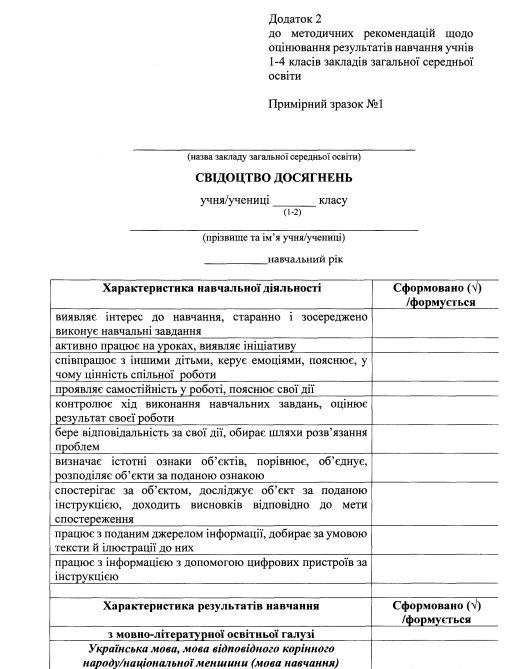 Додаток 2
до методичних рекомендацій щодо
оцінювання результатів навчання учнів
1-4 класів закладів загальної середньої
освіти
Примірний зразок №1
(назва закладу загальної середньої освіти)
СВІДОЦТВО ДОСЯГНЕНЬ
учня/учениці ______ класу
(1-2)
(прізвище та ім’я учня/учениці)
__________навчальний рік
Характеристика навчальної діяльності
Сформовано (√)
/формується
виявляє інтерес до навчання, старанно і зосереджено
виконує навчальні завдання
активно працює на уроках, виявляє ініціативу
співпрацює з іншими дітьми, керує емоціями, пояснює, у
чому цінність спільної роботи
проявляє самостійність у роботі, пояснює свої дії
контролює хід виконання навчальних завдань, оцінює
результат своєї роботи
бере відповідальність за свої дії, обирає шляхи розв’язання
проблем
визначає істотні ознаки об’єктів, порівнює, об’єднує,
розподіляє об’єкти за поданою ознакою
спостерігає за об’єктом, досліджує об’єкт за поданою
інструкцією, доходить висновків відповідно до мети
спостереження
працює з поданим джерелом інформації, добирає за умовою
тексти й ілюстрації до них
працює з інформацією з допомогою цифрових пристроїв за
інструкцією
Характеристика результатів навчання
Сформовано (√)
/формується
з мовно-літературної освітньої галузі
Українська мова, мова відповідного корінного
народу/національної меншини (мова навчання)